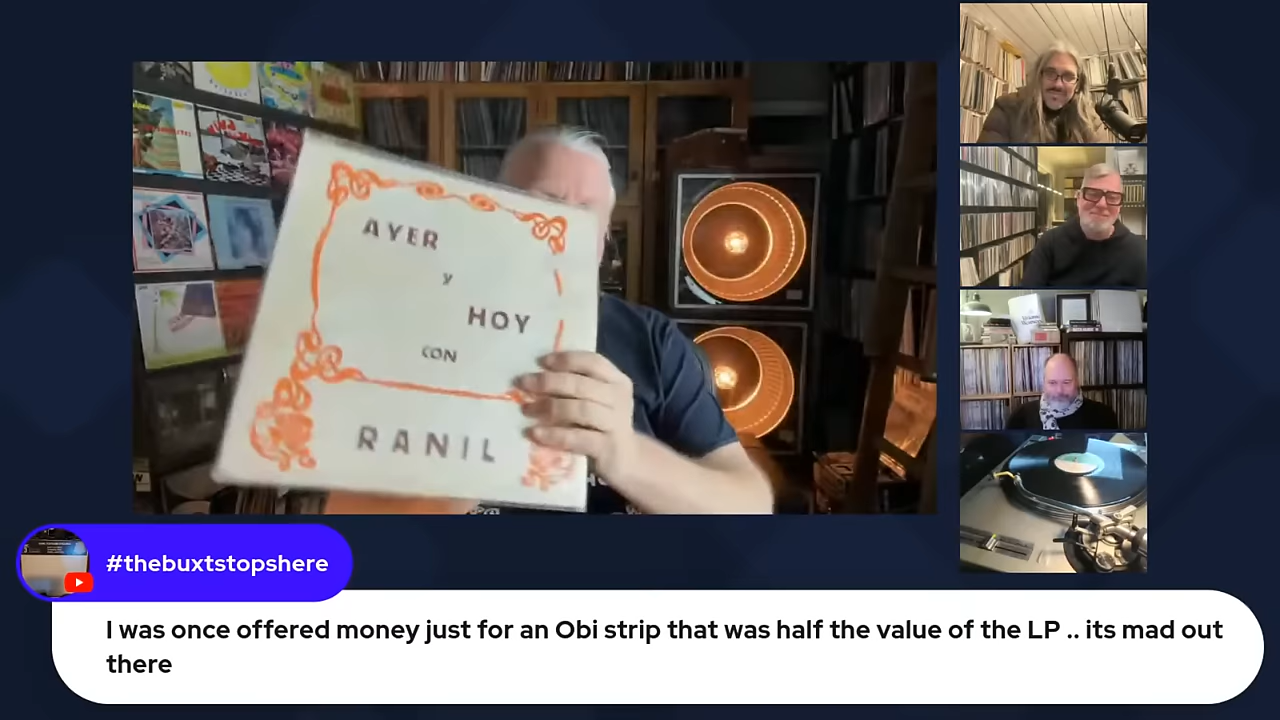 AYER
y
HOY
CON
RANIL
#thebuxtstopshere
I was once offered money just for an Obi strip that was half the value of the LP .. its mad out
there